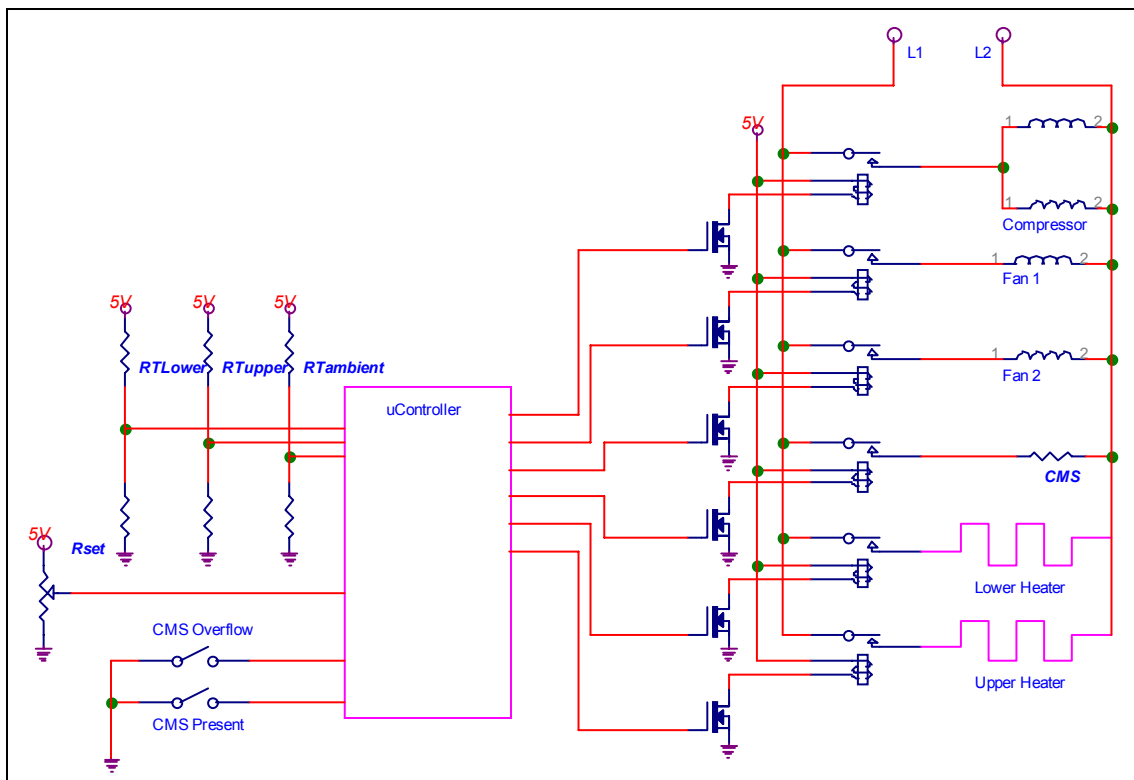 L1
L2
5V
1
2
1
2
Compressor
1
2
Fan 1
5V
5V
5V
RTLower
RTupper
RTambient
1
2
Fan 2
uController
CMS
5V
Rset
Lower Heater
CMS Overflow
Upper Heater
CMS Present